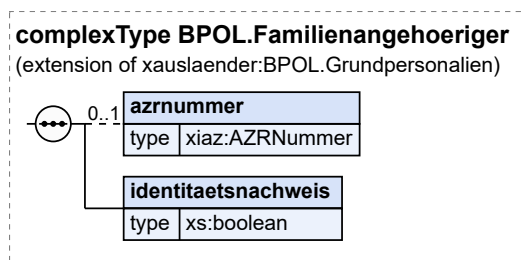 complexType BPOL.Familienangehoeriger
(extension of xauslaender:BPOL.Grundpersonalien)
0..1
azrnummer
type xiaz:AZRNummer
identitaetsnachweis
type xs:boolean